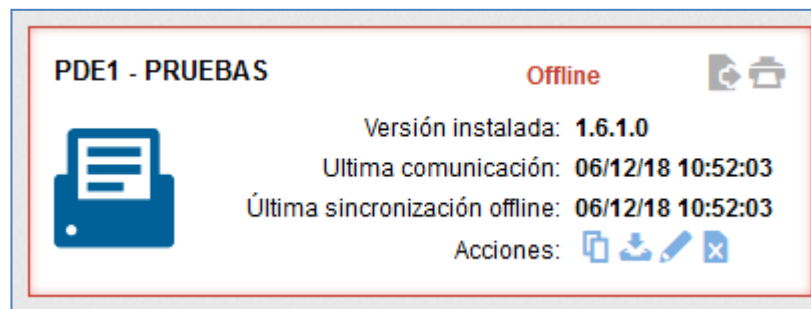 PDE1 - PRUEBAS Offline
Versión instalada: 1.6.1.0
Ultima comunicación: 06/12/18 10:52:03
Última sincronización offline: 06/12/18 10:52:03
Acciones: